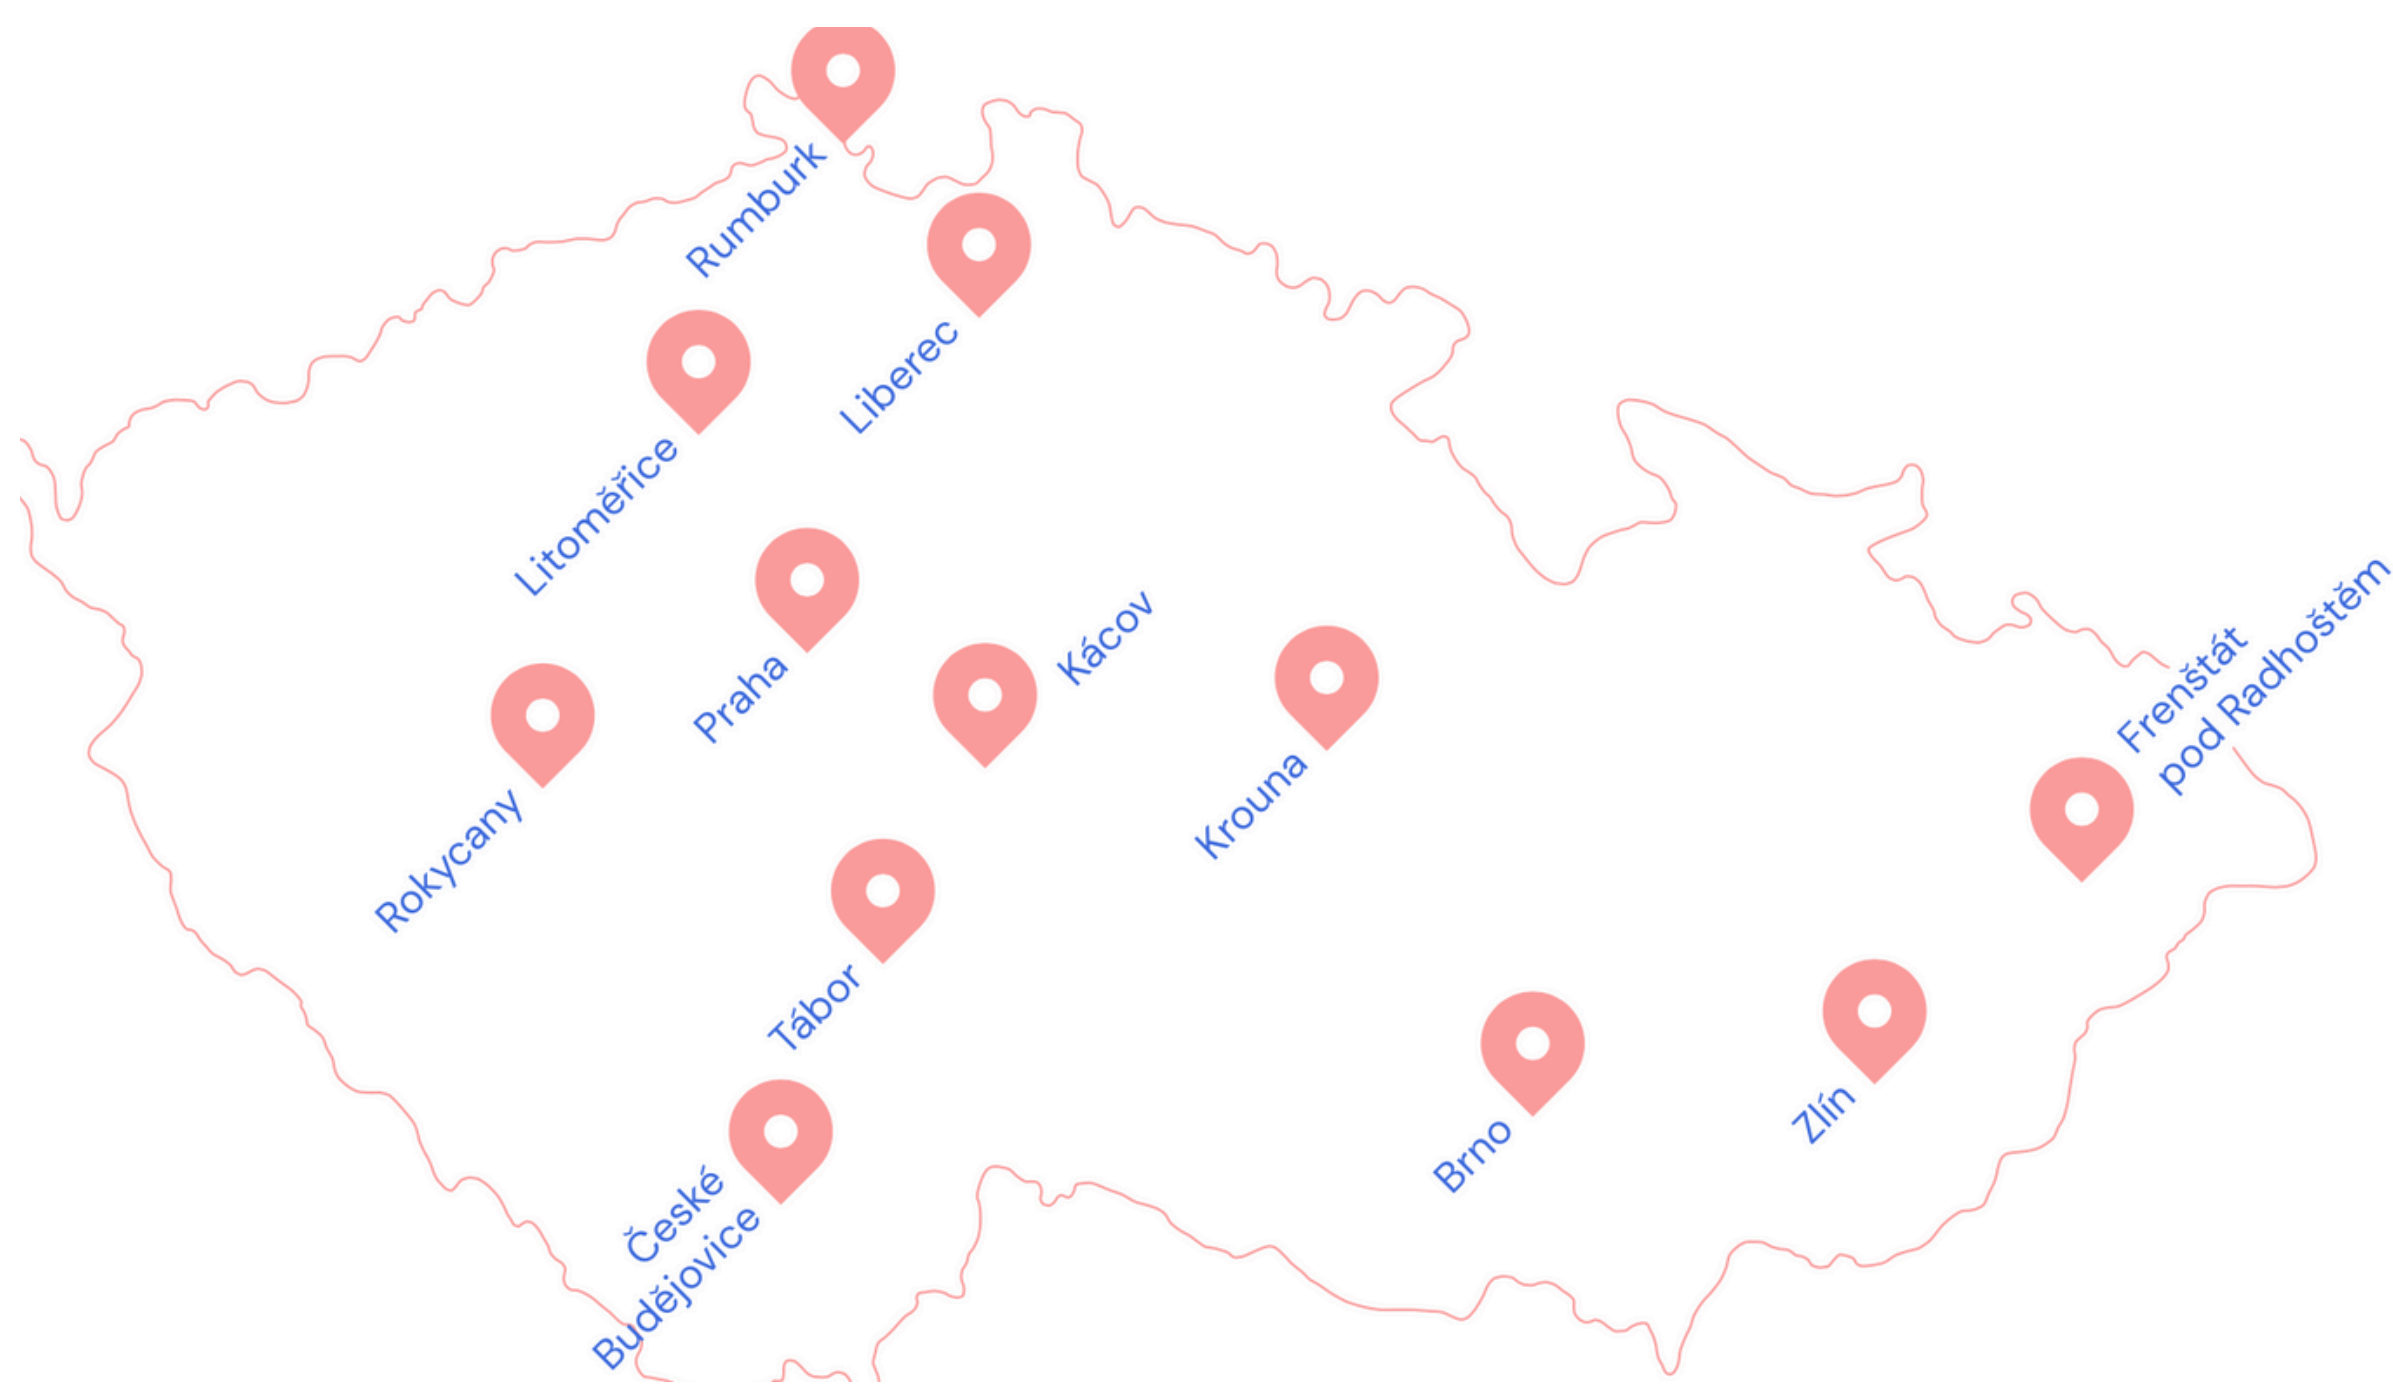 Rumburk
Liberec
Litoměřice
Praha
Kácov
Krouna
Frenštát
pod Radhoštěm
Rokycany
Tábor
České
Budějovice
Brno
Zlín